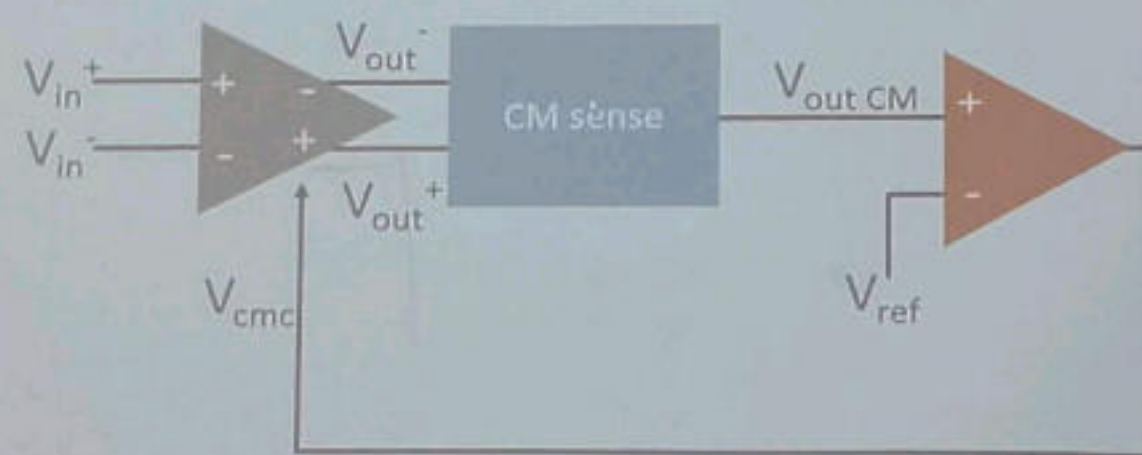 V_out^-
V_in^+ + - CM sense V_out CM +
V_in^- - +
V_out^+ -
V_cmc V_ref